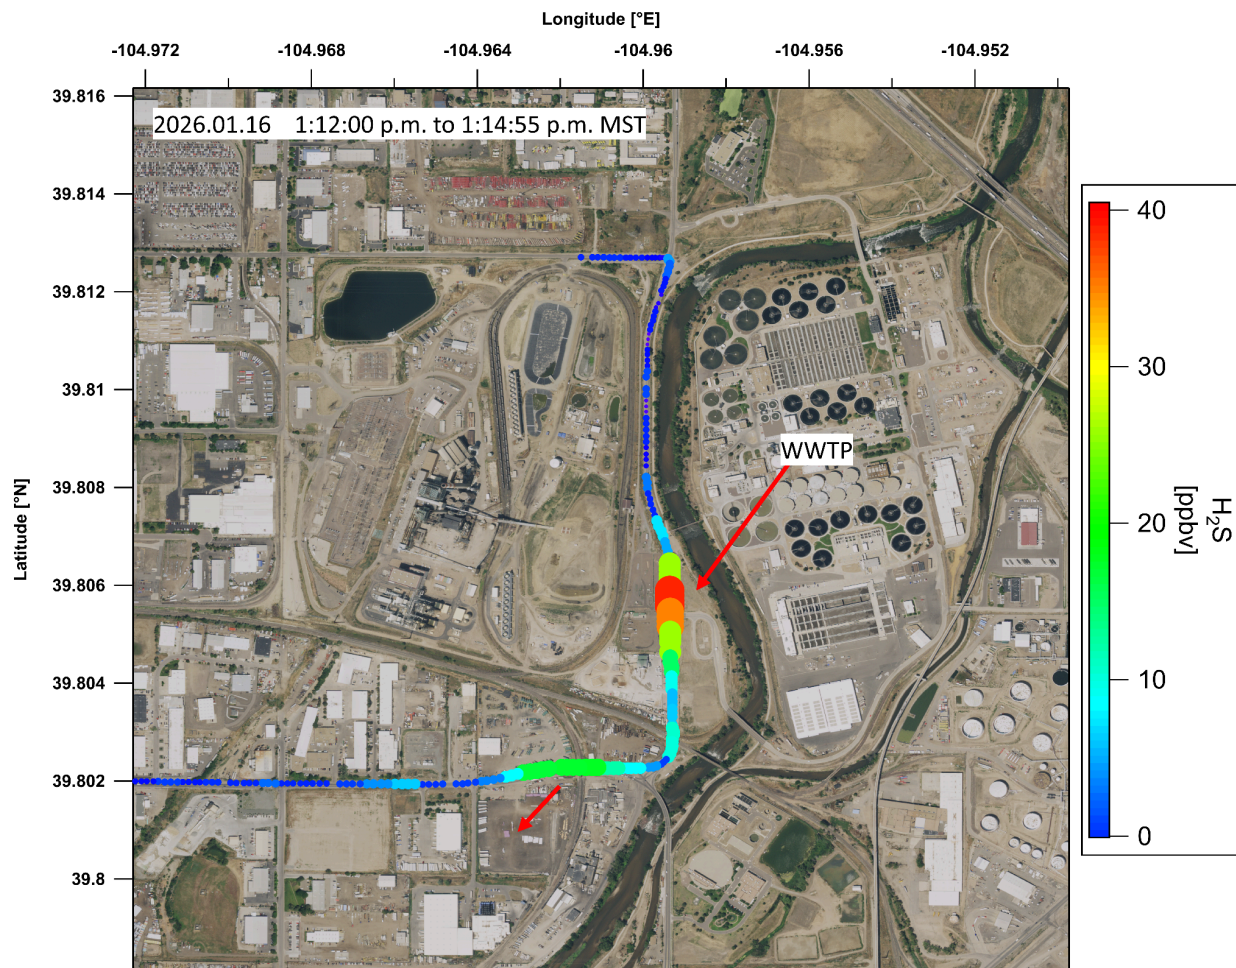 Longitude [°E]
-104.972 -104.968 -104.964 -104.96 -104.956 -104.952
2026.01.16 1:12:00 p.m. to 1:14:55 p.m. MST
39.816
39.814
39.812
39.81
39.808
39.806
39.804
39.802
39.8
Latitude [°N]
WWTP
40
30
20
10
0
H₂S
[ppbv]